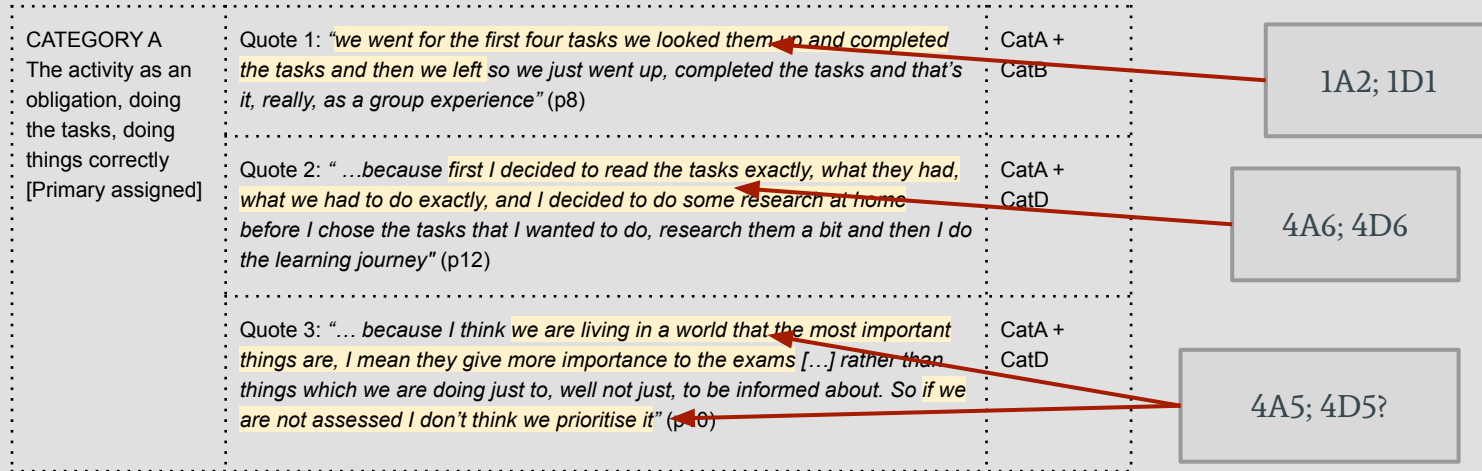 CATEGORY A
The activity as an
obligation, doing
the tasks, doing
things correctly
[Primary assigned]
Quote 1: “we went for the first four tasks we looked them up and completed
the tasks and then we left so we just went up, completed the tasks and that’s
it, really, as a group experience” (p8)
CatA +
CatB
1A2; 1D1
Quote 2: “ …because first I decided to read the tasks exactly, what they had,
what we had to do exactly, and I decided to do some research at home
before I chose the tasks that I wanted to do, research them a bit and then I do
the learning journey" (p12)
CatA +
CatD
4A6; 4D6
Quote 3: “… because I think we are living in a world that the most important
things are, I mean they give more importance to the exams […] rather than
things which we are doing just to, well not just, to be informed about. So if we
are not assessed I don’t think we prioritise it”
CatA +
CatD
4A5; 4D5?